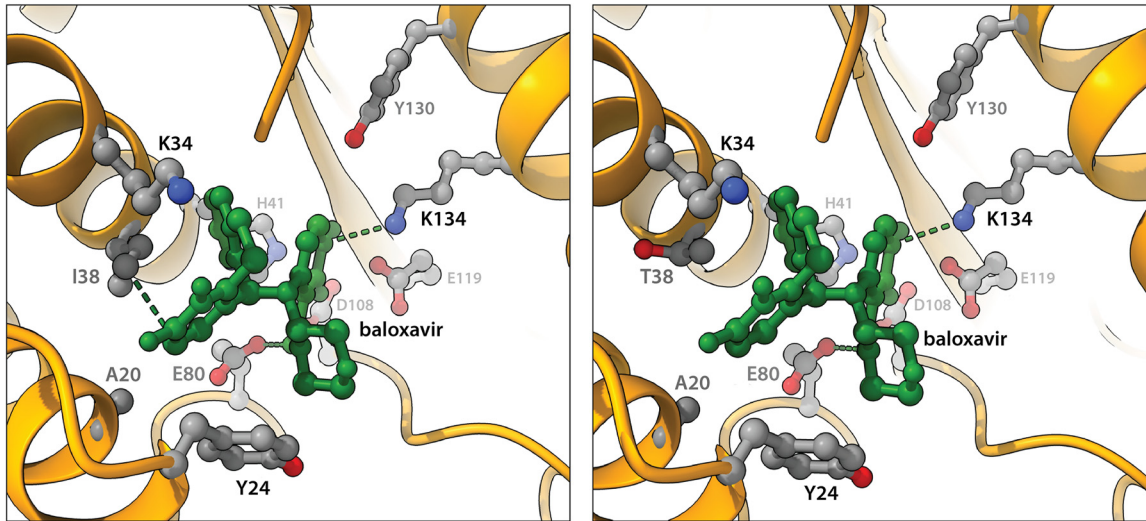 Y130
K34
H41
K134
I38
E119
D108
baloxavir
A20
E80
Y24
Y130
K34
H41
K134
T38
E119
D108
baloxavir
A20
E80
Y24